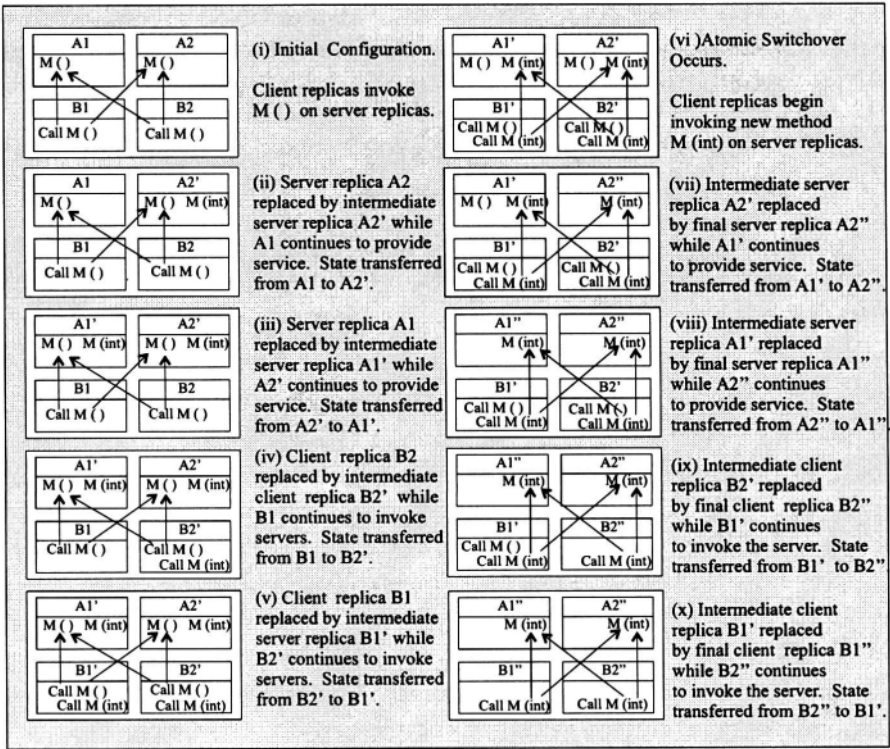 A1 A2
M ( ) M ( )
B1 B2
Call M ( ) Call M ( )
(i) Initial Configuration.
Client replicas invoke
M ( ) on server replicas.
A1 A2’
M ( ) M ( ) M (int)
B1 B2
Call M ( ) Call M ( )
(ii) Server replica A2
replaced by intermediate
server replica A2’ while
A1 continues to provide
service. State transferred
from A1 to A2’.
A1’ A2’
M ( ) M (int) M ( ) M (int)
B1 B2
Call M ( ) Call M ( )
(iii) Server replica A1
replaced by intermediate
server replica A1’ while
A2’ continues to provide
service. State transferred
from A2’ to A1’.
A1’ A2’
M ( ) M (int) M ( ) M (int)
B1 B2’
Call M ( ) Call M ( )
Call M (int)
(iv) Client replica B2
replaced by intermediate
client replica B2’ while
B1 continues to invoke
servers. State transferred
from B1 to B2’.
A1’ A2’
M ( ) M (int) M ( ) M (int)
B1’ B2’
Call M ( ) Call M ( )
Call M (int) Call M (int)
(v) Client replica B1
replaced by intermediate
server replica B1’ while
B2’ continues to invoke
servers. State transferred
from B2’ to B1’.
A1’ A2’
M ( ) M (int) M ( ) M (int)
B1’ B2’
Call M ( ) Call M ( )
Call M (int) Call M (int)
(vi )Atomic Switchover
Occurs.
Client replicas begin
invoking new method
M (int) on server replicas.
A1’ A2”
M ( ) M (int) M (int)
B1’ B2’
Call M ( ) Call M ( )
Call M (int) Call M (int)
(vii) Intermediate server
replica A2’ replaced
by final server replica A2”
while A1’ continues
to provide service. State
transferred from A1’ to A2”.
A1” A2”
M (int) M (int)
B1’ B2’
Call M ( ) Call M ( )
Call M (int) Call M (int)
(viii) Intermediate server
replica A1’ replaced
by final server replica A1”
while A2” continues
to provide service. State
transferred from A2” to A1”.
A1” A2”
M (int) M (int)
B1’ B2”
Call M ( )
Call M (int) Call M (int)
(ix) Intermediate client
replica B2’ replaced
by final client replica B2”
while B1’ continues
to invoke the server. State
transferred from B1’ to B2”.
A1” A2”
M (int) M (int)
B1” B2”
Call M (int) Call M (int)
(x) Intermediate client
replica B1’ replaced
by final client replica B1”
while B2” continues
to invoke the server. State
transferred from B2” to B1’.